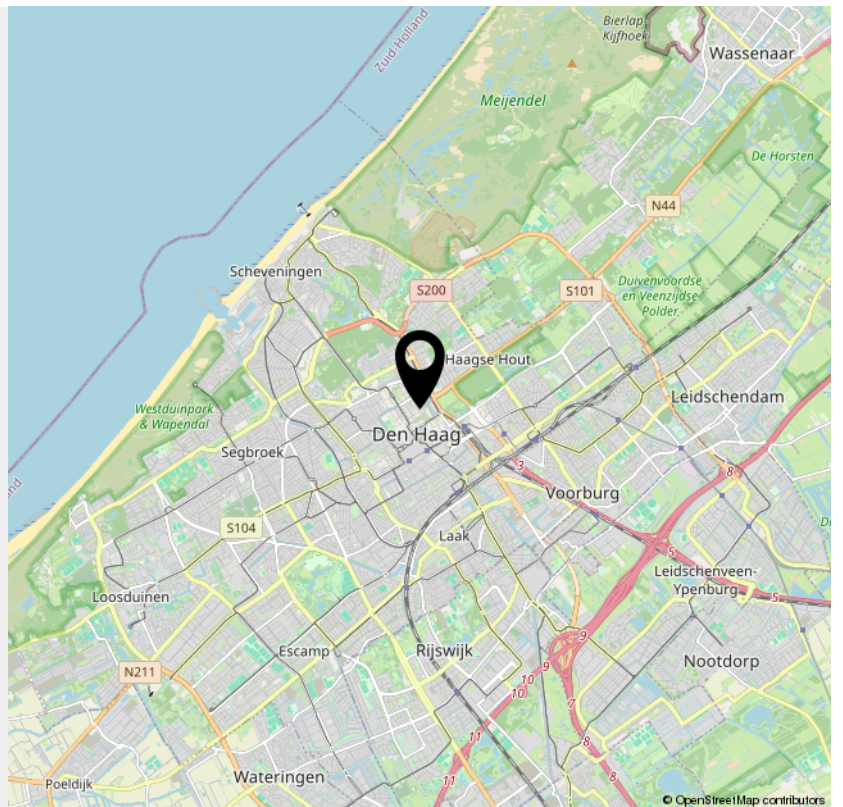 Bierlap
Kijfhoek
Wassenaar
Zuid-Holland
Meijendel
De Horsten
N44
Scheveningen
S200
S101
Duivenvoordse
en Veenzijdse
Polder
Haagse Hout
Leidschendam
Westduinpark
& Wapendal
Den Haag
Segbroek
3
8
Voorburg
S104
Laak
5
Leidschenveen-
Ypenburg
5
Loosduinen
9
Escamp
Rijswijk
9
Nootdorp
N211
10
10
7
11
8
Wateringen
11
8
Poeldijk
© OpenStreetMap contributors